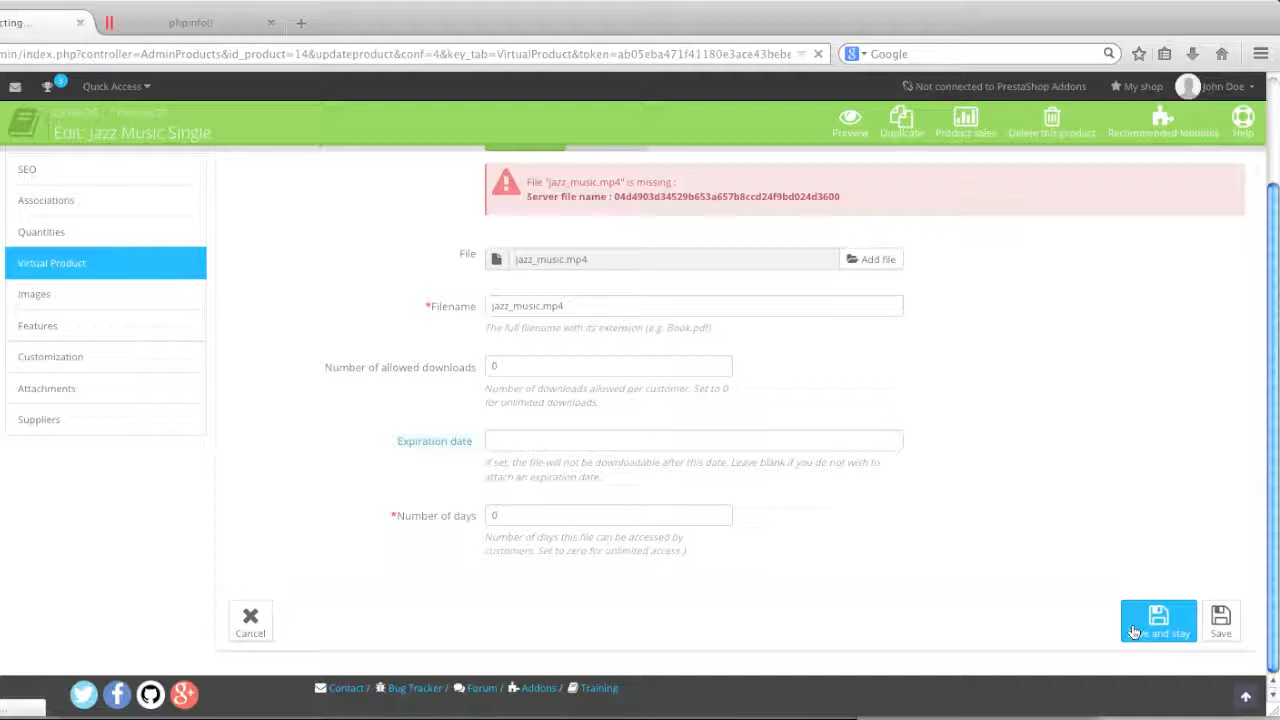 cting...
phpinfo()
min/index.php?controller=AdminProducts&id_product=14&updateproduct&conf=4&key_tab=VirtualProduct&token=ab05eba471f41180e3ace43bebe
Google
3
Quick Access
Not connected to PrestaShop Addons
My shop
John Doe
Edit: Jazz Music Single
Preview
Duplicate
Product sales
Delete this product
Recommended Modules
Help
SEO
Associations
Quantities
Virtual Product
Images
Features
Customization
Attachments
Suppliers
File "jazz_music.mp4" is missing :
Server file name : 04d4903d34529b653a657b8ccd24f9bd024d3600
File
jazz_music.mp4
Add file
*Filename
jazz_music.mp4
The full filename with its extension (e.g. Book.pdf)
Number of allowed downloads
0
Number of downloads allowed per customer. Set to 0
for unlimited downloads.
Expiration date
If set, the file will not be downloadable after this date. Leave blank if you do not wish to
attach an expiration date.
*Number of days
0
Number of days this file can be accessed by
customers. Set to zero for unlimited access )
Cancel
ve and stay
Save
Contact / Bug Tracker / Forum / Addons / Training